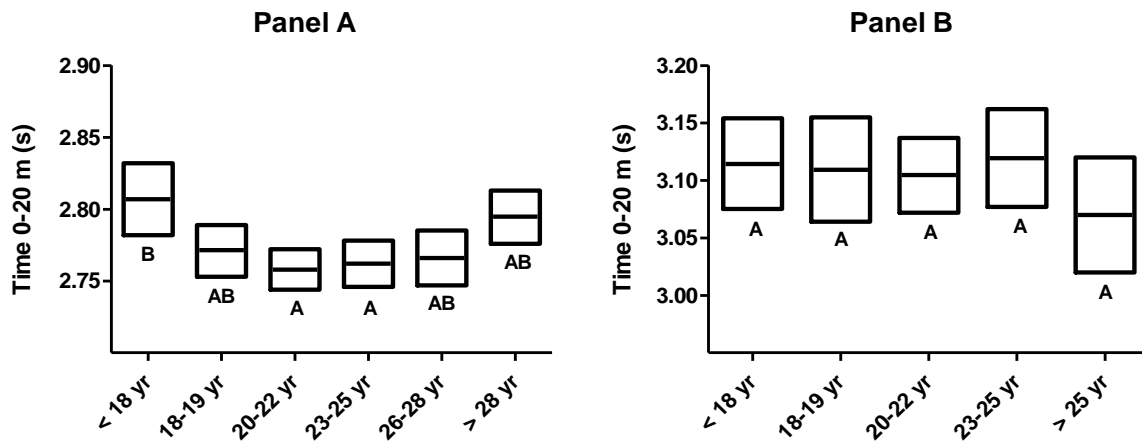 Panel A
Time 0-20 m (s)
2.90
2.85
2.80
2.75
B
AB
A
A
AB
AB
< 18 yr
18-19 yr
20-22 yr
23-25 yr
26-28 yr
> 28 yr
Panel B
Time 0-20 m (s)
3.20
3.15
3.10
3.05
3.00
A
A
A
A
A
< 18 yr
18-19 yr
20-22 yr
23-25 yr
> 25 yr